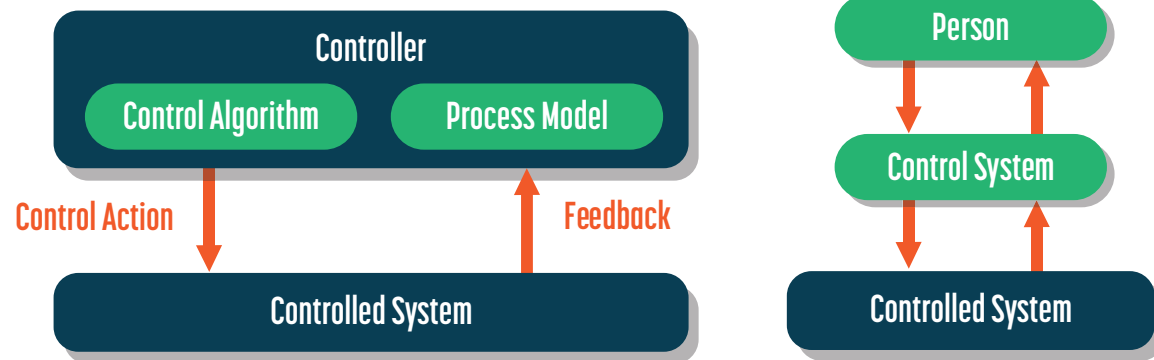 Controller
Control Algorithm
Process Model
Control Action
Feedback
Controlled System
Person
Control System
Controlled System